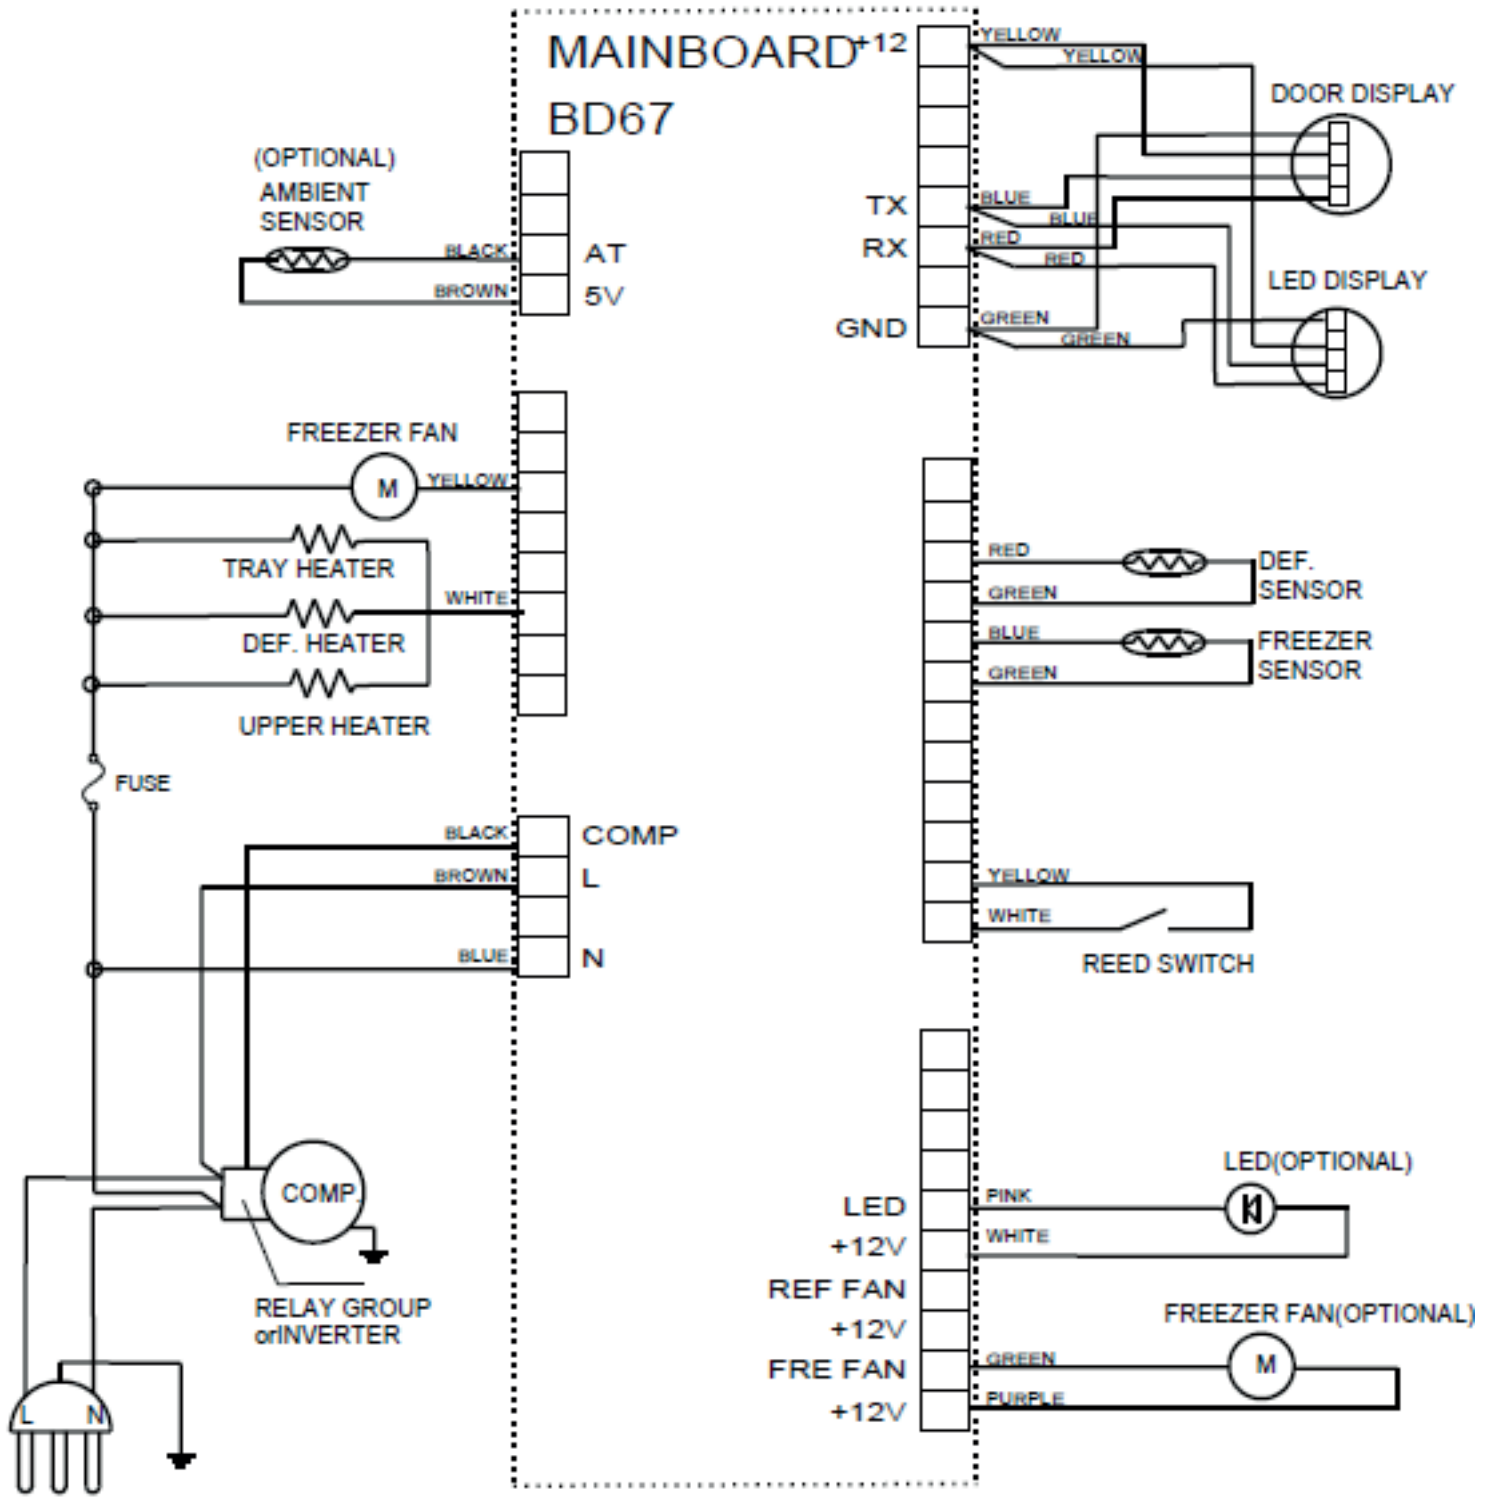 MAINBOARD
BD67
+12
YELLOW
YELLOW
DOOR DISPLAY
(OPTIONAL)
AMBIENT
SENSOR
BLACK
AT
BROWN
5V
TX
BLUE
BLUE
RX
RED
RED
LED DISPLAY
GND
GREEN
GREEN
FREEZER FAN
M
YELLOW
TRAY HEATER
WHITE
DEF. HEATER
UPPER HEATER
FUSE
RED
DEF.
SENSOR
GREEN
BLUE
FREEZER
SENSOR
GREEN
BLACK
COMP
BROWN
L
BLUE
N
YELLOW
WHITE
REED SWITCH
COMP.
RELAY GROUP
orINVERTER
L
N
LED(OPTIONAL)
LED
PINK
+12V
WHITE
REF FAN
+12V
FREEZER FAN(OPTIONAL)
FRE FAN
GREEN
M
+12V
PURPLE